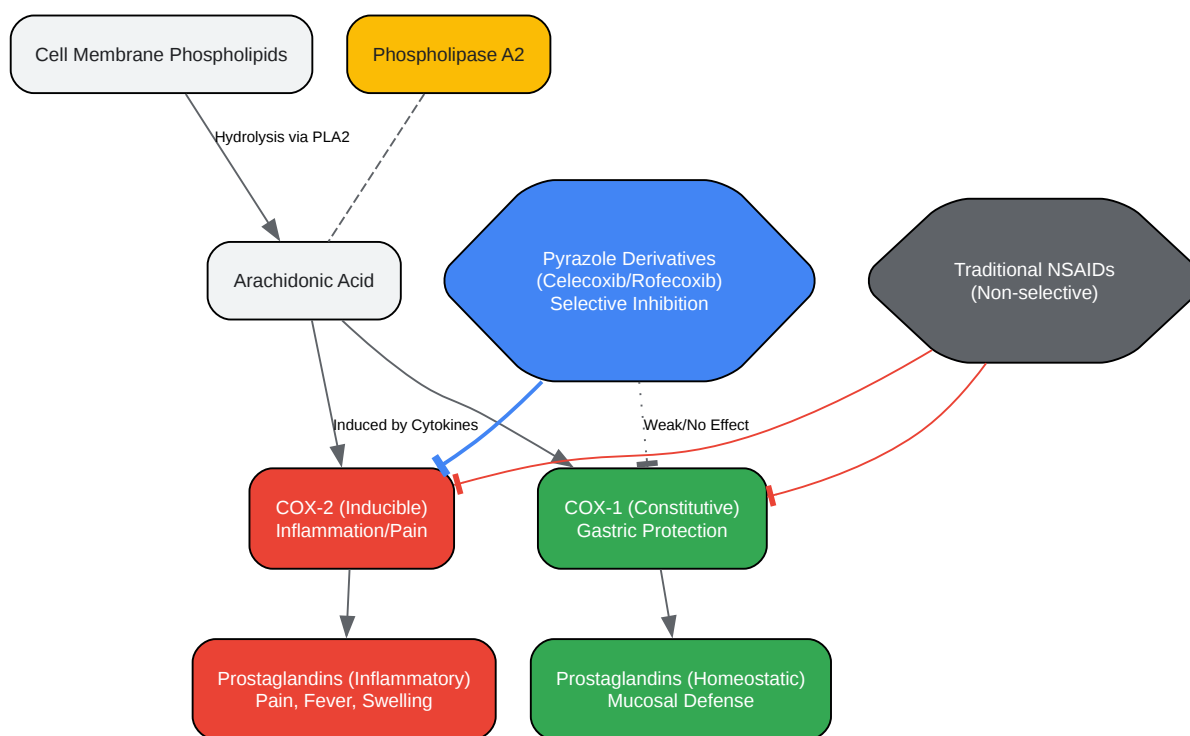 Cell Membrane Phospholipids
Phospholipase A2
Hydrolysis via PLA2
Arachidonic Acid
Pyrazole Derivatives
(Celecoxib/Rofecoxib)
Selective Inhibition
Traditional NSAIDs
(Non-selective)
Induced by Cytokines
Weak/No Effect
COX-2 (Inducible)
Inflammation/Pain
COX-1 (Constitutive)
Gastric Protection
Prostaglandins (Inflammatory)
Pain, Fever, Swelling
Prostaglandins (Homeostatic)
Mucosal Defense